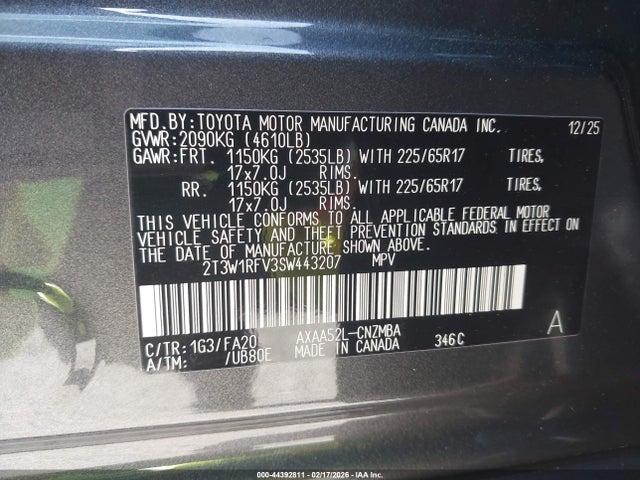 MFD.BY:TOYOTA MOTOR MANUFACTURING CANADA INC. 12/25
GVWR:2090KG (4610LB)
GAWR:FRT. 1150KG (2535LB) WITH 225/65R17 TIRES,
17x7.0J RIMS.
RR. 1150KG (2535LB) WITH 225/65R17 TIRES,
17x7.0J RIMS.
THIS VEHICLE CONFORMS TO ALL APPLICABLE FEDERAL MOTOR
VEHICLE SAFETY AND THEFT PREVENTION STANDARDS IN EFFECT ON
THE DATE OF MANUFACTURE SHOWN ABOVE.
2T3W1RFV3SW443207 MPV
C/TR:1G3/FA20 AXAA52L-CNZMBA A
A/TM: /UB80E MADE IN CANADA 346C
000-44392811 - 02/17/2026 - IAA Inc.